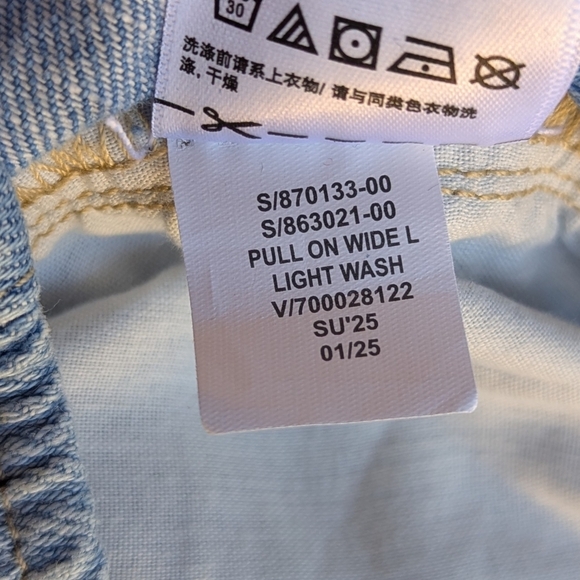 30
洗涤前请系上衣物/ 请与同类色衣物洗
涤,干燥
S/870133-00
S/863021-00
PULL ON WIDE L
LIGHT WASH
V/700028122
SU'25
01/25